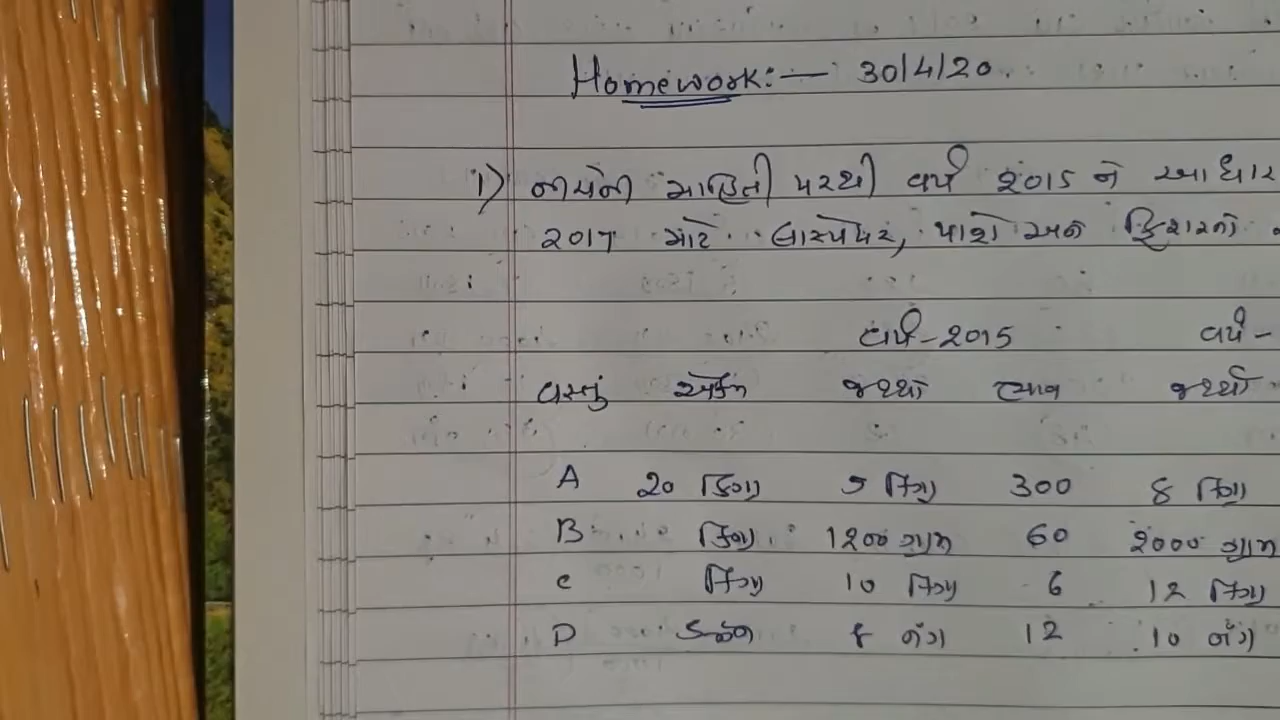 Homework:— 30/4/20.
1) નીચેની માહિતી પરથી વર્ષ 2015 ને આધાર
2017 માટે લાસ્પેયર, પાશે અને ફિશરનો
વર્ષ-2015 વર્ષ-
વસ્તુ એકમ જથ્થો ભાવ જથ્થો
A 20 કિગ્રા 5 કિગ્રા 300 8 કિગ્રા
B કિગ્રા 1200 ગ્રામ 60 2000 ગ્રામ
C કિગ્રા 10 કિગ્રા 6 12 કિગ્રા
D ડઝન 8 નંગ 12 10 નંગ